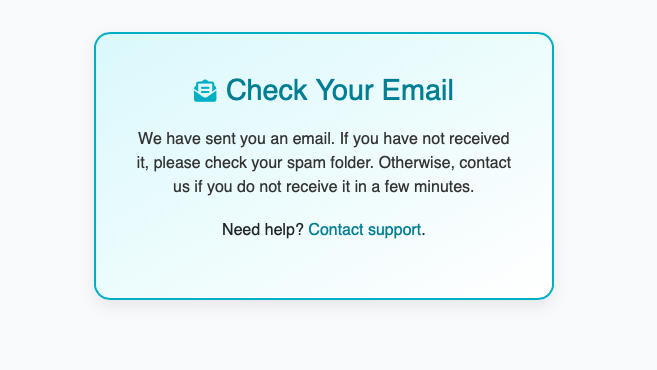 Check Your Email
We have sent you an email. If you have not received
it, please check your spam folder. Otherwise, contact
us if you do not receive it in a few minutes.
Need help? Contact support.